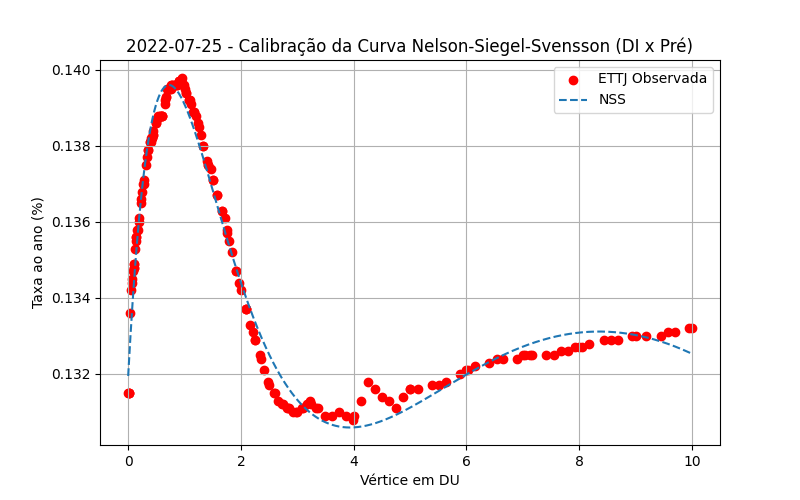 2022-07-25 - Calibração da Curva Nelson-Siegel-Svensson (DI x Pré)
ETTJ Observada
NSS
Taxa ao ano (%)
0.140
0.138
0.136
0.134
0.132
0
2
4
6
8
10
Vértice em DU